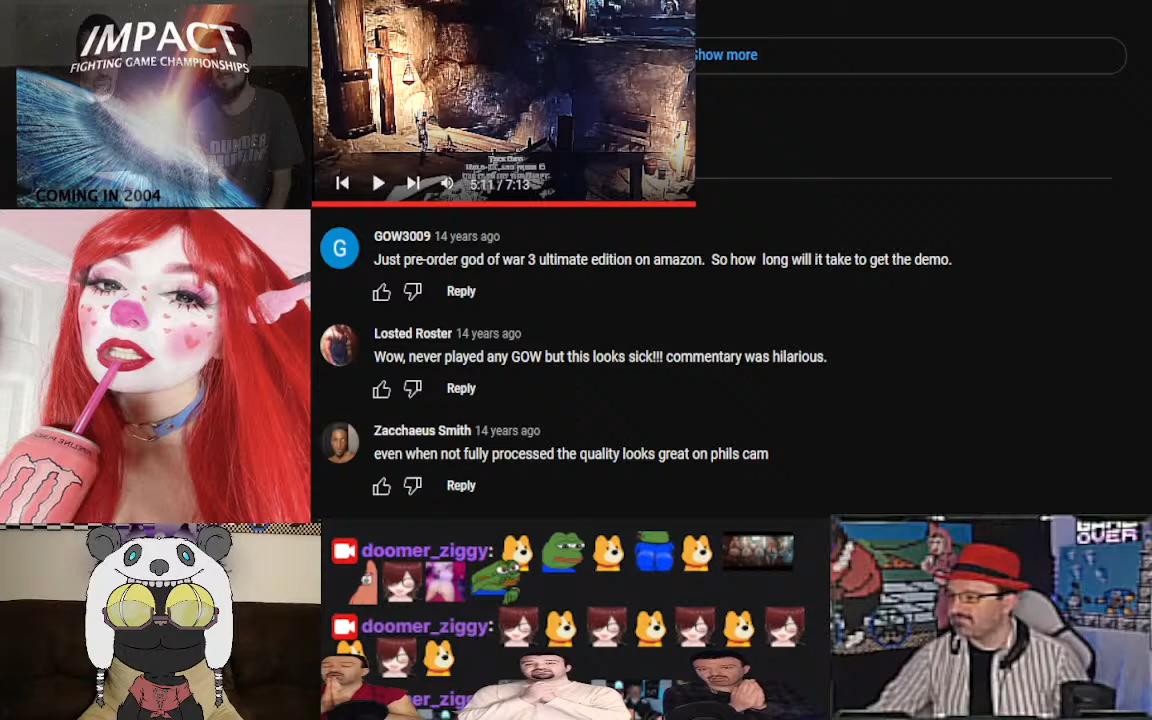 IMPACT
FIGHTING GAME CHAMPIONSHIPS
DUNDER
MIFFLIN
COMING IN 2004
5:11 / 7:13
Show more
GOW3009 14 years ago
Just pre-order god of war 3 ultimate edition on amazon. So how long will it take to get the demo.
Reply
Losted Roster 14 years ago
Wow, never played any GOW but this looks sick!!! commentary was hilarious.
Reply
Zacchaeus Smith 14 years ago
even when not fully processed the quality looks great on phils cam
Reply
doomer_ziggy:
doomer_ziggy:
OVER